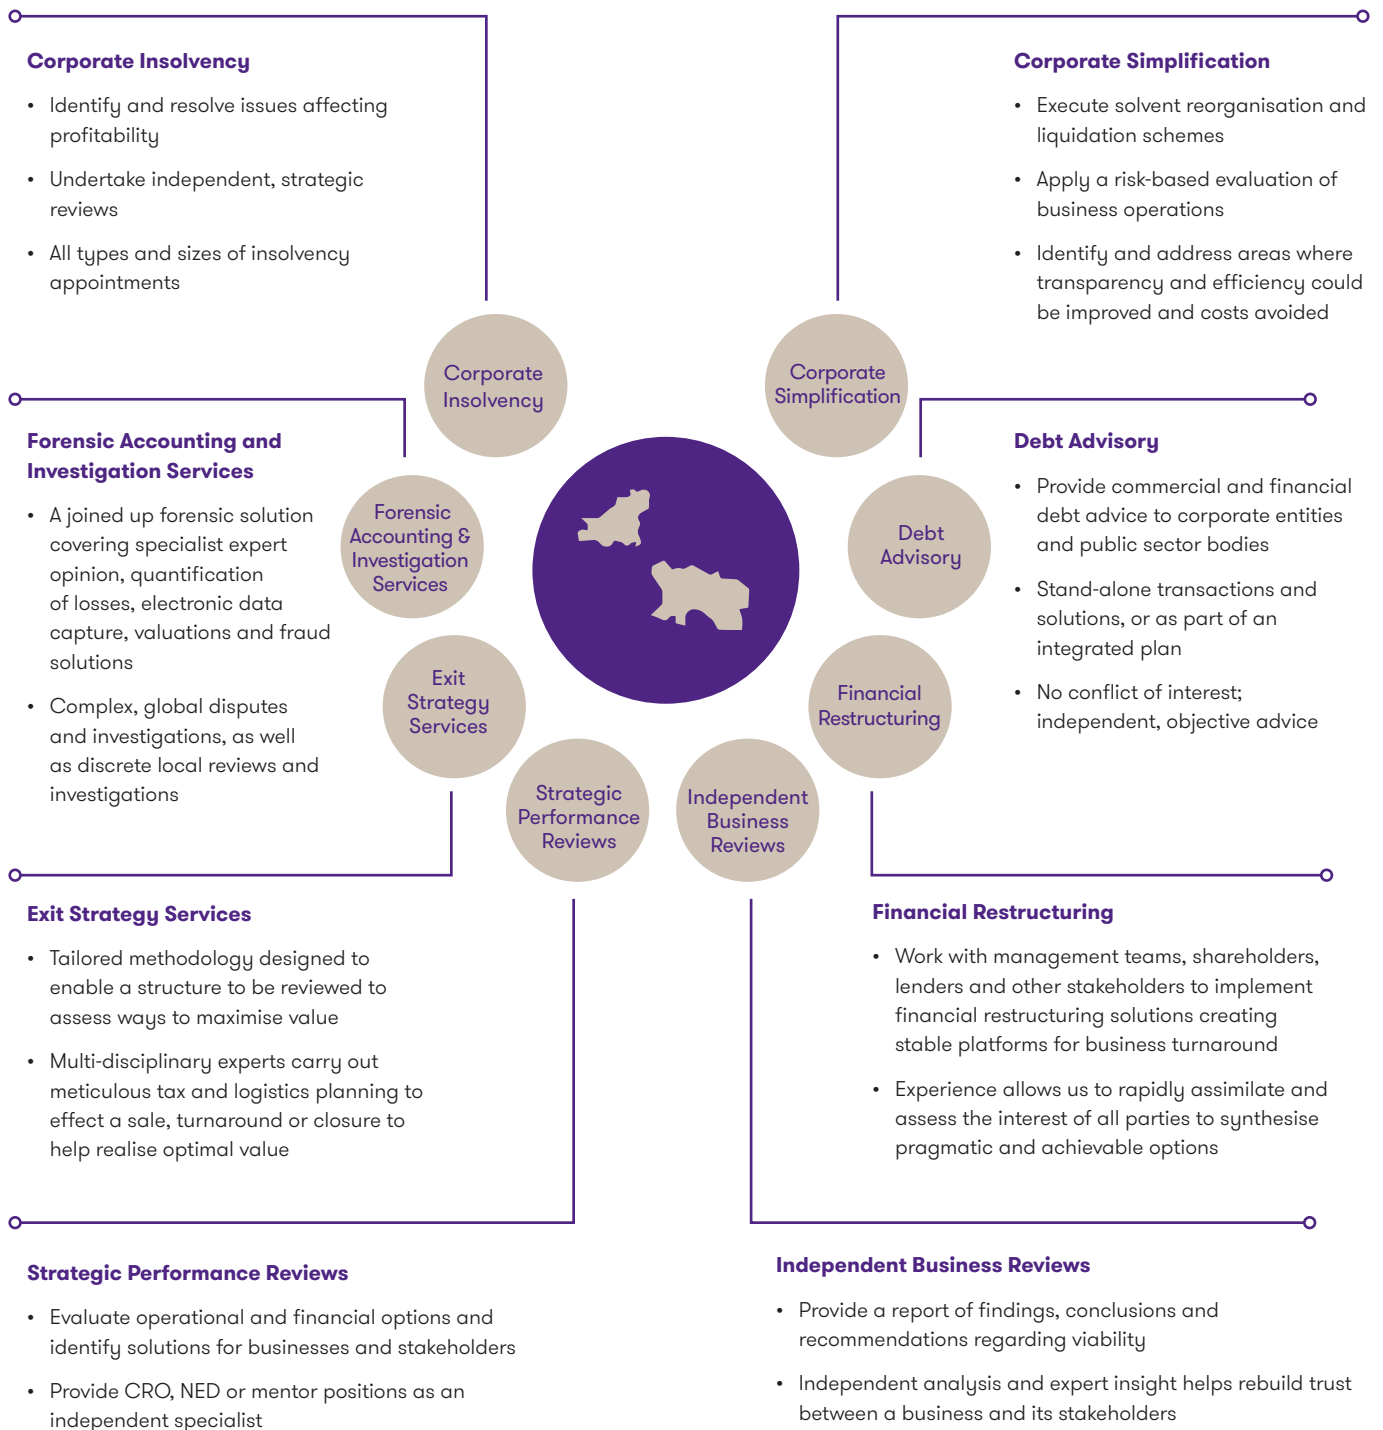 Corporate Insolvency
• Identify and resolve issues affecting
profitability
• Undertake independent, strategic
reviews
• All types and sizes of insolvency
appointments
Corporate Simplification
• Execute solvent reorganisation and
liquidation schemes
• Apply a risk-based evaluation of
business operations
• Identify and address areas where
transparency and efficiency could
be improved and costs avoided
Corporate
Insolvency
Corporate
Simplification
Forensic Accounting and
Investigation Services
• A joined up forensic solution
covering specialist expert
opinion, quantification
of losses, electronic data
capture, valuations and fraud
solutions
• Complex, global disputes
and investigations, as well
as discrete local reviews and
investigations
Forensic
Accounting &
Investigation
Services
Debt
Advisory
Debt Advisory
• Provide commercial and financial
debt advice to corporate entities
and public sector bodies
• Stand-alone transactions and
solutions, or as part of an
integrated plan
• No conflict of interest;
independent, objective advice
Exit
Strategy
Services
Financial
Restructuring
Strategic
Performance
Reviews
Independent
Business
Reviews
Exit Strategy Services
• Tailored methodology designed to
enable a structure to be reviewed to
assess ways to maximise value
• Multi-disciplinary experts carry out
meticulous tax and logistics planning to
effect a sale, turnaround or closure to
help realise optimal value
Financial Restructuring
• Work with management teams, shareholders,
lenders and other stakeholders to implement
financial restructuring solutions creating
stable platforms for business turnaround
• Experience allows us to rapidly assimilate and
assess the interest of all parties to synthesise
pragmatic and achievable options
Strategic Performance Reviews
• Evaluate operational and financial options and
identify solutions for businesses and stakeholders
• Provide CRO, NED or mentor positions as an
independent specialist
Independent Business Reviews
• Provide a report of findings, conclusions and
recommendations regarding viability
• Independent analysis and expert insight helps rebuild trust
between a business and its stakeholders